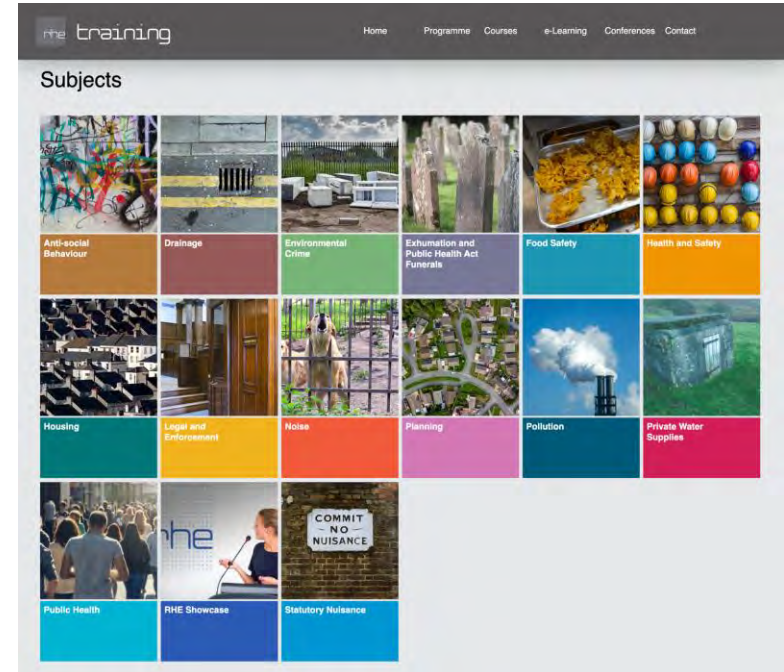 rhe training
Home Programme Courses e-Learning Conferences Contact
Subjects
Anti-social
Behaviour
Drainage
Environmental
Crime
Exhumation and
Public Health Act
Funerals
Food Safety
Health and Safety
Housing
Legal and
Enforcement
Noise
Planning
Pollution
Private Water
Supplies
rhe
COMMIT
NO
NUISANCE
Public Health
RHE Showcase
Statutory Nuisance